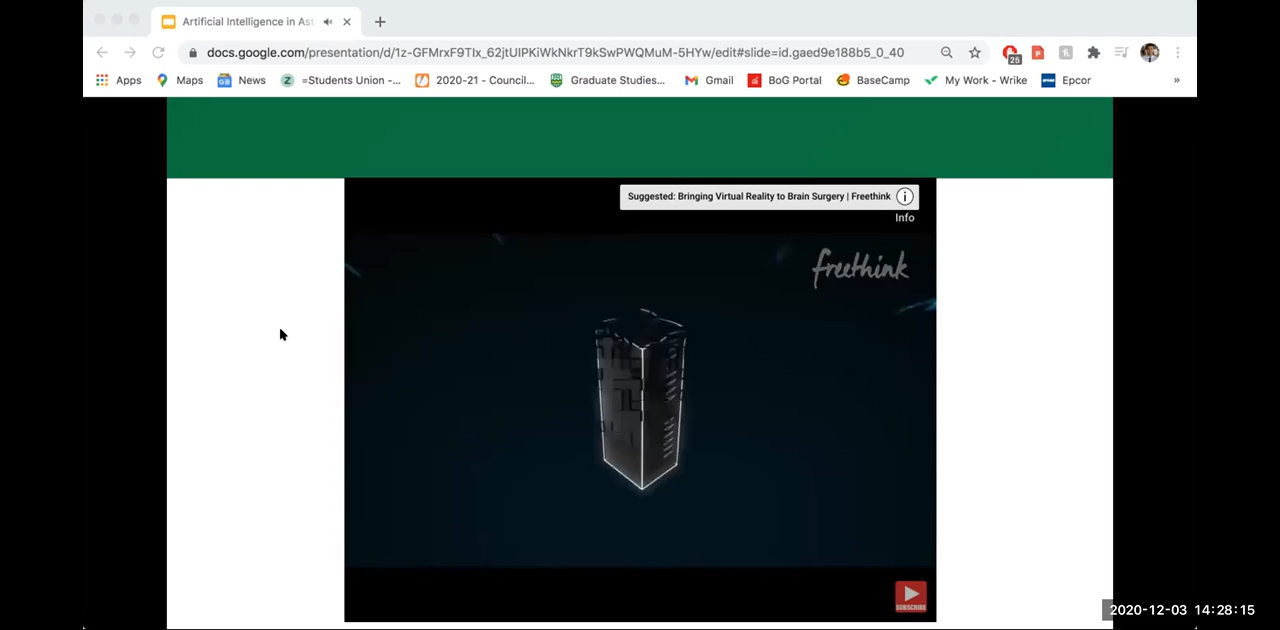 Artificial Intelligence in Ast
docs.google.com/presentation/d/1z-GFMrxF9TIx_62jtUIPKiWkNkrT9kSwPWQMuM-5HYw/edit#slide=id.gaed9e188b5_0_40
25
Apps Maps News =Students Union -... 2020-21 - Council... Graduate Studies... Gmail BoG Portal BaseCamp My Work - Wrike Epcor »
Suggested: Bringing Virtual Reality to Brain Surgery | Freethink
Info
freethink
SUBSCRIBE
2020-12-03 14:28:15